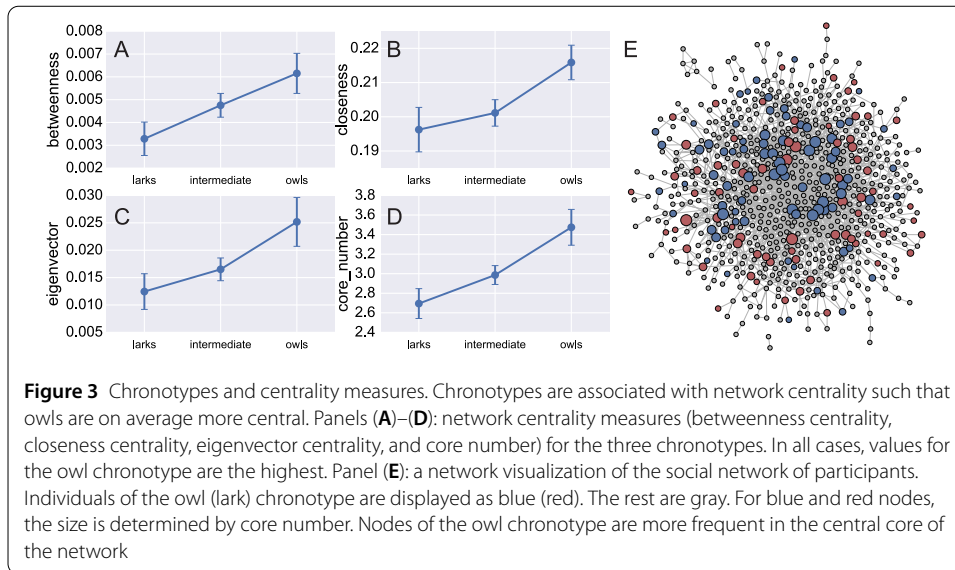 A
betweenness
0.008
0.007
0.006
0.005
0.004
0.003
0.002
larks intermediate owls
B
closeness
0.22
0.21
0.20
0.19
larks intermediate owls
C
eigenvector
0.030
0.025
0.020
0.015
0.010
0.005
larks intermediate owls
D
core_number
3.8
3.6
3.4
3.2
3.0
2.8
2.6
2.4
larks intermediate owls
E
Figure 3 Chronotypes and centrality measures. Chronotypes are associated with network centrality such that
owls are on average more central. Panels (A)–(D): network centrality measures (betweenness centrality,
closeness centrality, eigenvector centrality, and core number) for the three chronotypes. In all cases, values for
the owl chronotype are the highest. Panel (E): a network visualization of the social network of participants.
Individuals of the owl (lark) chronotype are displayed as blue (red). The rest are gray. For blue and red nodes,
the size is determined by core number. Nodes of the owl chronotype are more frequent in the central core of
the network